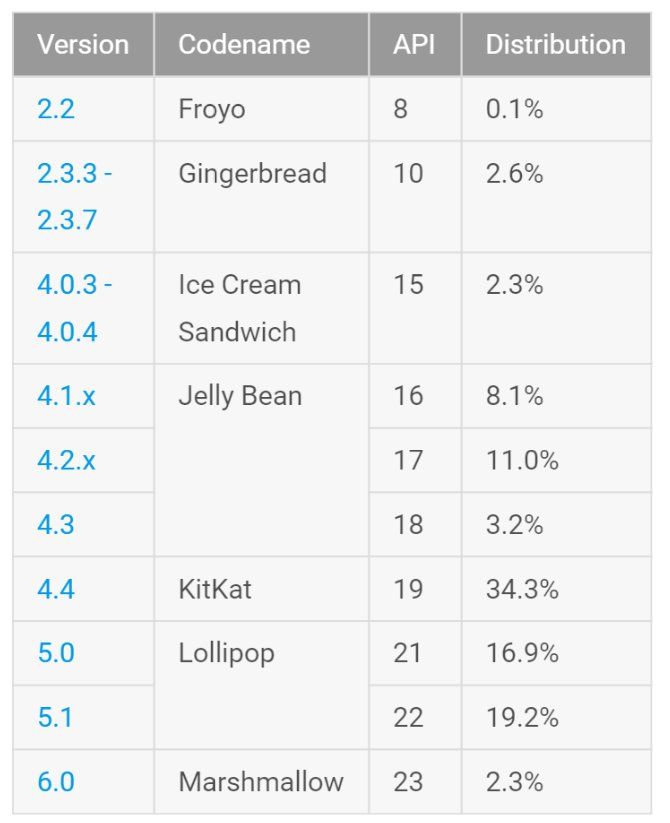 Version Codename API Distribution
2.2 Froyo 8 0.1%
2.3.3 - Gingerbread 10 2.6%
2.3.7
4.0.3 - Ice Cream 15 2.3%
4.0.4 Sandwich
4.1.x Jelly Bean 16 8.1%
4.2.x 17 11.0%
4.3 18 3.2%
4.4 KitKat 19 34.3%
5.0 Lollipop 21 16.9%
5.1 22 19.2%
6.0 Marshmallow 23 2.3%